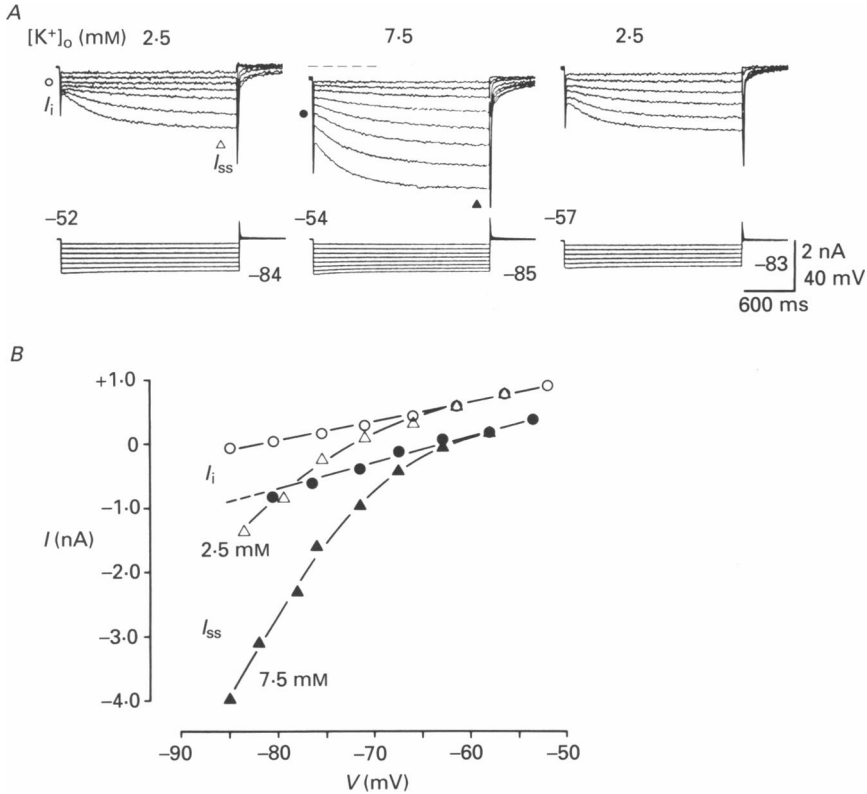 A
[K⁺]ₒ (mM) 2·5 7·5 2·5
Iᵢ
Iₛₛ
−52 −54 −57
−84 −85 −83
2 nA
40 mV
600 ms
B
+1·0
0
−1·0
−2·0
−3·0
−4·0
I (nA)
Iᵢ
2·5 mM
Iₛₛ
7·5 mM
−90 −80 −70 −60 −50
V (mV)